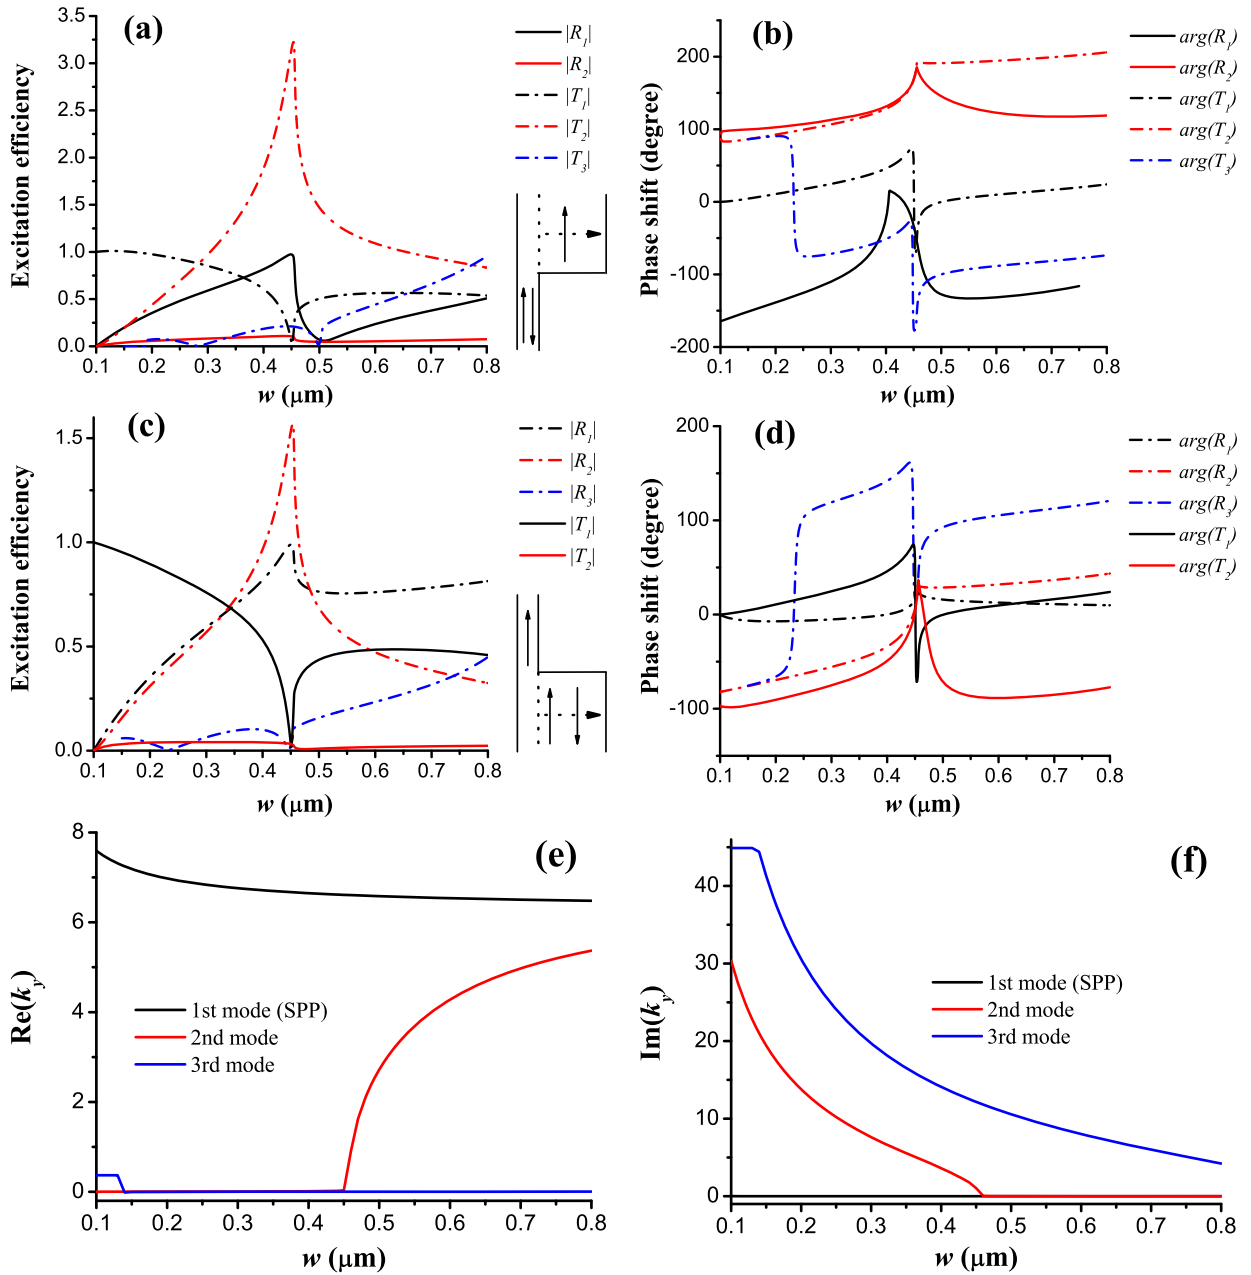 (a)
Excitation efficiency
3.5
3.0
2.5
2.0
1.5
1.0
0.5
0.0
0.1 0.2 0.3 0.4 0.5 0.6 0.7 0.8
w (μm)
|R1|
|R2|
|T1|
|T2|
|T3|
(b)
Phase shift (degree)
200
100
0
-100
-200
0.1 0.2 0.3 0.4 0.5 0.6 0.7 0.8
w (μm)
arg(R1)
arg(R2)
arg(T1)
arg(T2)
arg(T3)
(c)
Excitation efficiency
1.5
1.0
0.5
0.0
0.1 0.2 0.3 0.4 0.5 0.6 0.7 0.8
w (μm)
|R1|
|R2|
|R3|
|T1|
|T2|
(d)
Phase shift (degree)
200
100
0
-100
0.1 0.2 0.3 0.4 0.5 0.6 0.7 0.8
w (μm)
arg(R1)
arg(R2)
arg(R3)
arg(T1)
arg(T2)
(e)
Re(ky)
8
6
4
2
0
0.1 0.2 0.3 0.4 0.5 0.6 0.7 0.8
w (μm)
1st mode (SPP)
2nd mode
3rd mode
(f)
Im(ky)
40
30
20
10
0
0.1 0.2 0.3 0.4 0.5 0.6 0.7 0.8
w (μm)
1st mode (SPP)
2nd mode
3rd mode